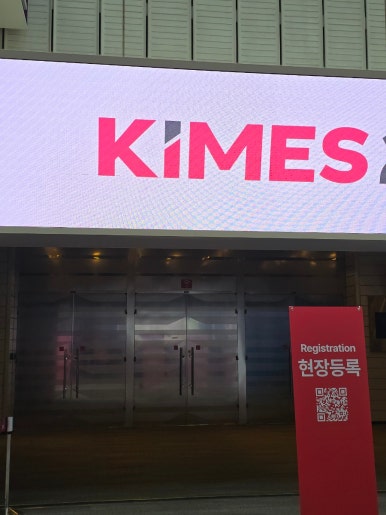 KIMES
Registration
현장등록